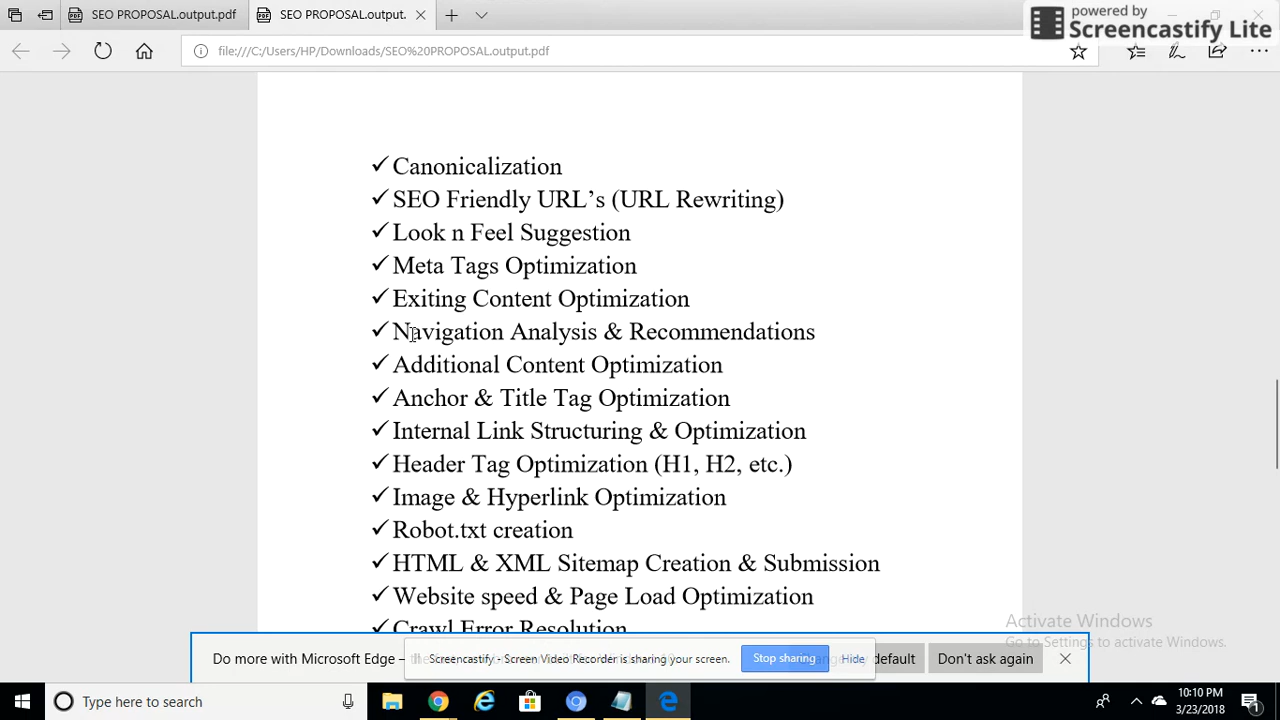 SEO PROPOSAL.output.pdf
SEO PROPOSAL.output.
powered by
Screencastify Lite
file:///C:/Users/HP/Downloads/SEO%20PROPOSAL.output.pdf
✓ Canonicalization
✓ SEO Friendly URL’s (URL Rewriting)
✓ Look n Feel Suggestion
✓ Meta Tags Optimization
✓ Exiting Content Optimization
✓ Navigation Analysis & Recommendations
✓ Additional Content Optimization
✓ Anchor & Title Tag Optimization
✓ Internal Link Structuring & Optimization
✓ Header Tag Optimization (H1, H2, etc.)
✓ Image & Hyperlink Optimization
✓ Robot.txt creation
✓ HTML & XML Sitemap Creation & Submission
✓ Website speed & Page Load Optimization
✓ Crawl Error Resolution
Activate Windows
Go to Settings to activate Windows.
Do more with Microsoft Edge –
Screencastify - Screen Video Recorder is sharing your screen.
Stop sharing
Hide
default
Don't ask again
Type here to search
10:10 PM
3/23/2018